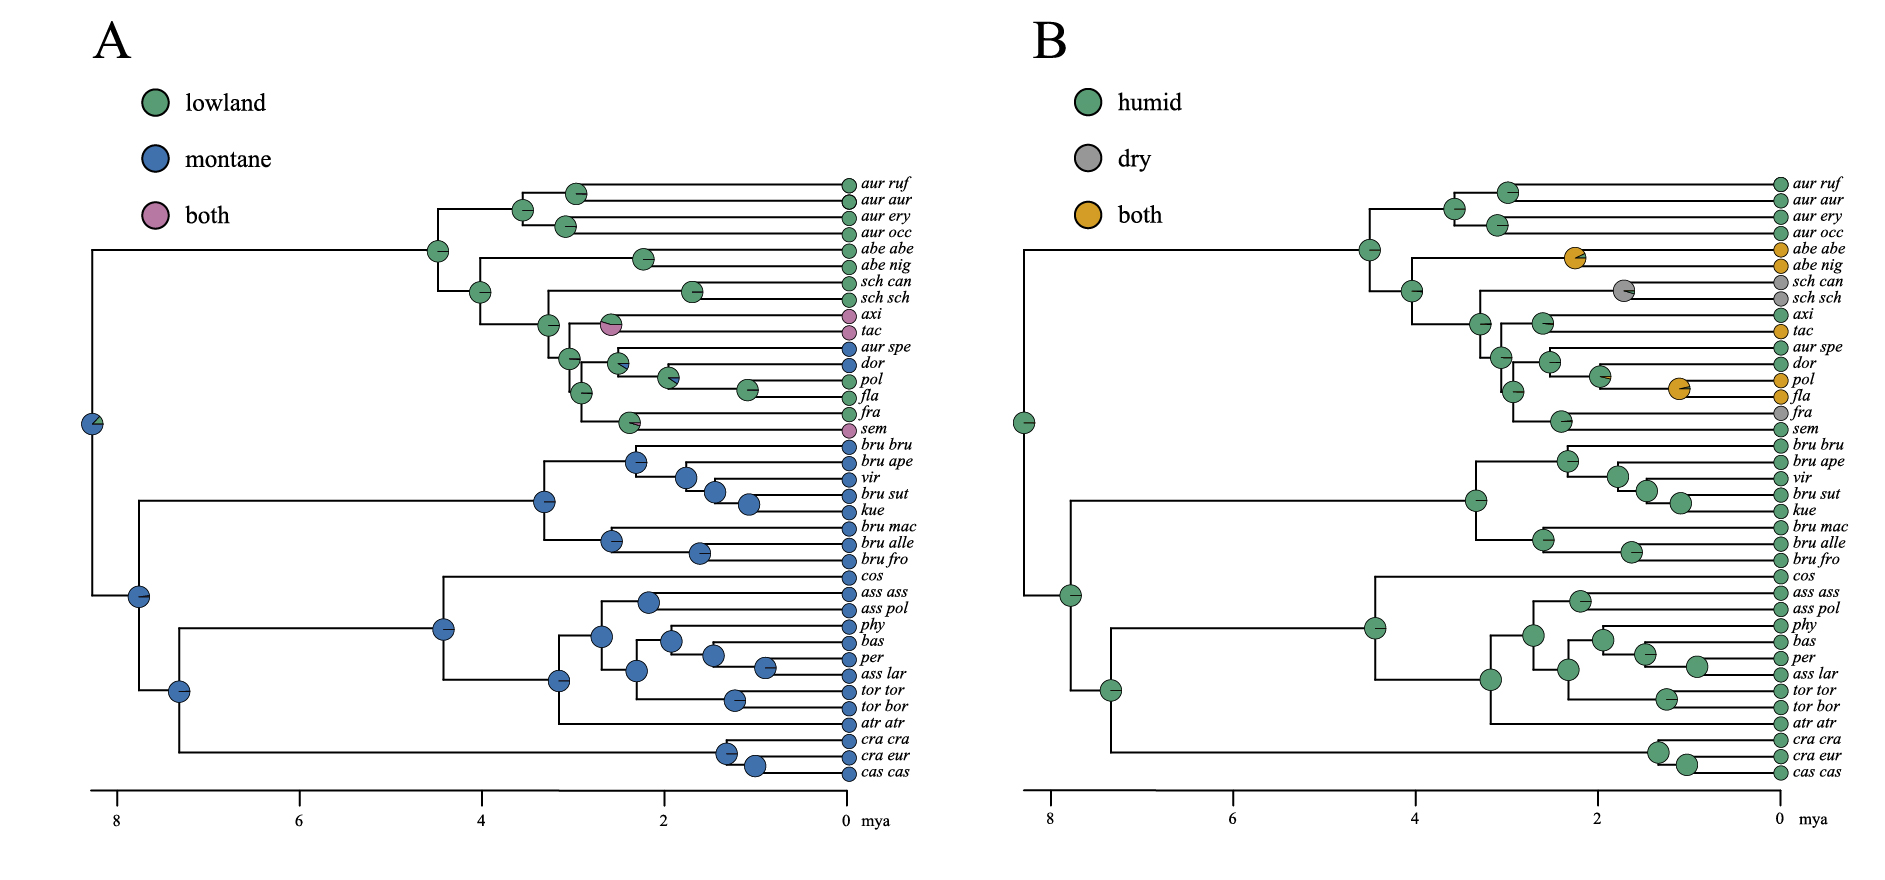 A
lowland
montane
both
aur ruf
aur aur
aur ery
aur occ
abe abe
abe nig
sch can
sch sch
axi
tac
aur spe
dor
pol
fla
fra
sem
bru bru
bru ape
vir
bru sut
kue
bru mac
bru alle
bru fro
cos
ass ass
ass pol
phy
bas
per
ass lar
tor tor
tor bor
atr atr
cra cra
cra eur
cas cas
8 6 4 2 0 mya
B
humid
dry
both
aur ruf
aur aur
aur ery
aur occ
abe abe
abe nig
sch can
sch sch
axi
tac
aur spe
dor
pol
fla
fra
sem
bru bru
bru ape
vir
bru sut
kue
bru mac
bru alle
bru fro
cos
ass ass
ass pol
phy
bas
per
ass lar
tor tor
tor bor
atr atr
cra cra
cra eur
cas cas
8 6 4 2 0 mya